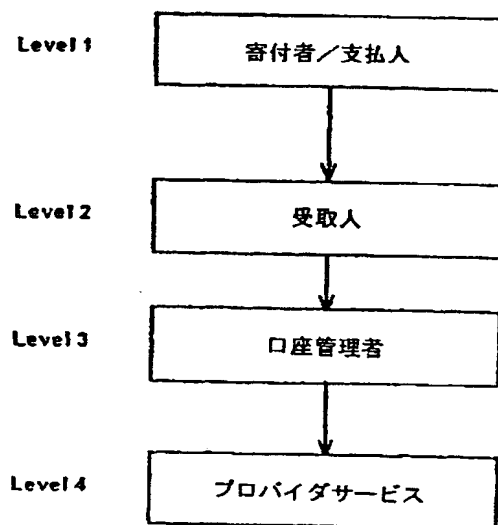 Level 1
寄付者／支払人
Level 2
受取人
Level 3
口座管理者
Level 4
プロバイダサービス